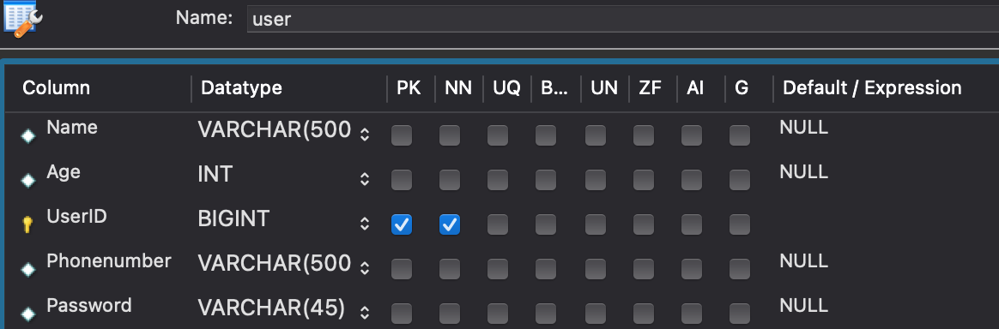 Name: user
Column Datatype PK NN UQ B... UN ZF AI G Default / Expression
Name VARCHAR(500 NULL
Age INT NULL
UserID BIGINT
Phonenumber VARCHAR(500 NULL
Password VARCHAR(45) NULL